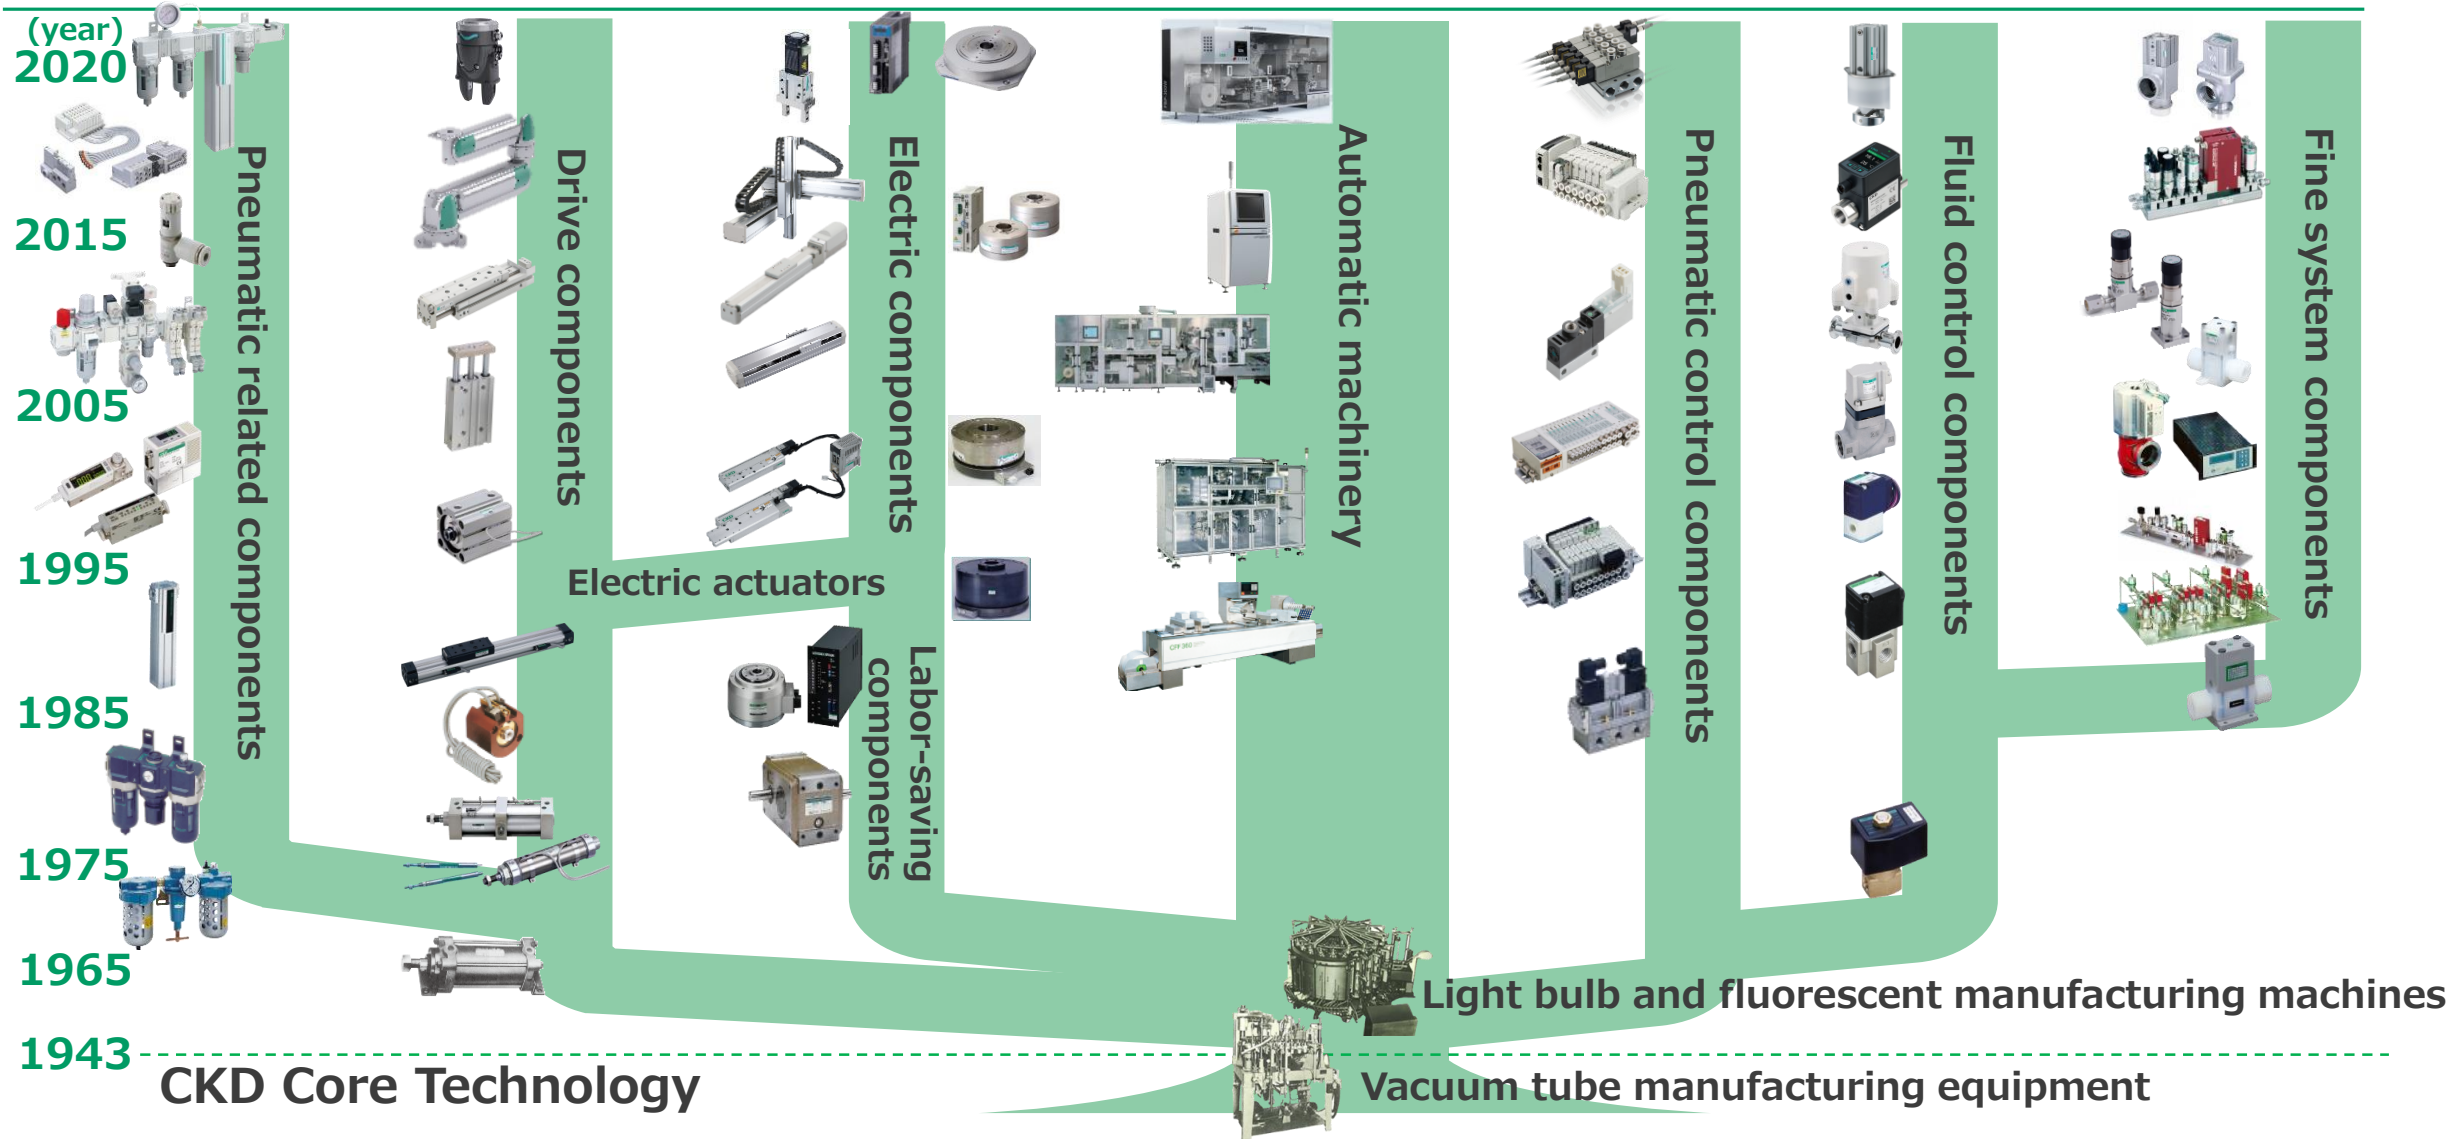 (year)
2020
2015
2005
1995
1985
1975
1965
1943
Pneumatic related components
Drive components
Electric components
Electric actuators
Labor-saving
components
Automatic machinery
Pneumatic control components
Fluid control components
Fine system components
Light bulb and fluorescent manufacturing machines
CKD Core Technology
Vacuum tube manufacturing equipment